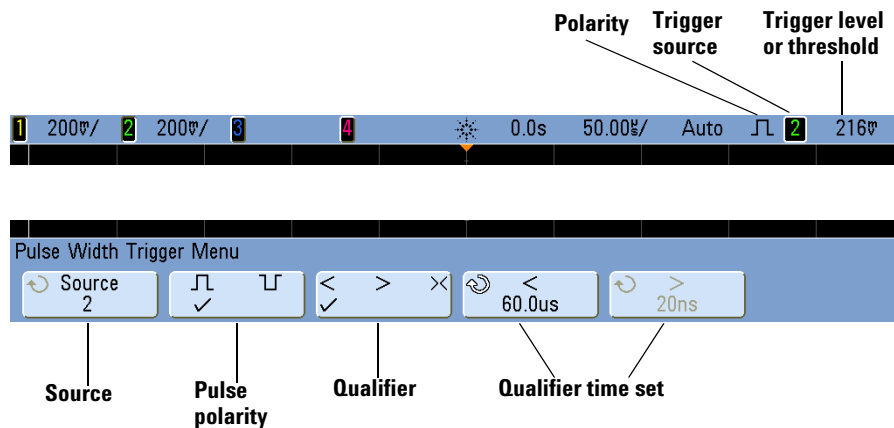 Polarity Trigger source Trigger level or threshold
1 200mV/ 2 200mV/ 3 4 0.0s 50.00us/ Auto 2 216mV
Pulse Width Trigger Menu
Source 2 < > >< < 60.0us > 20ns
Source Pulse polarity Qualifier Qualifier time set